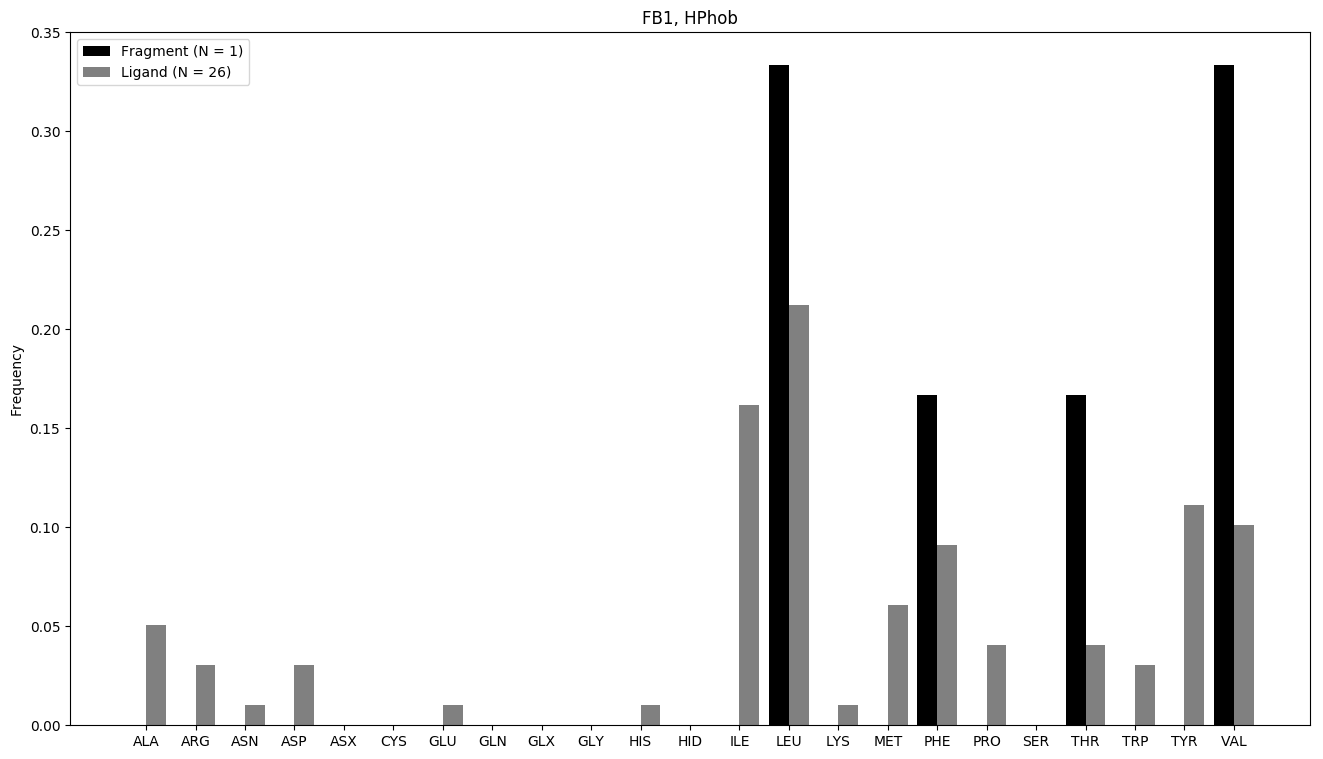 FB1, HPhob
Fragment (N = 1)
Ligand (N = 26)
Frequency
0.35
0.30
0.25
0.20
0.15
0.10
0.05
0.00
ALA ARG ASN ASP ASX CYS GLU GLN GLX GLY HIS HID ILE LEU LYS MET PHE PRO SER THR TRP TYR VAL